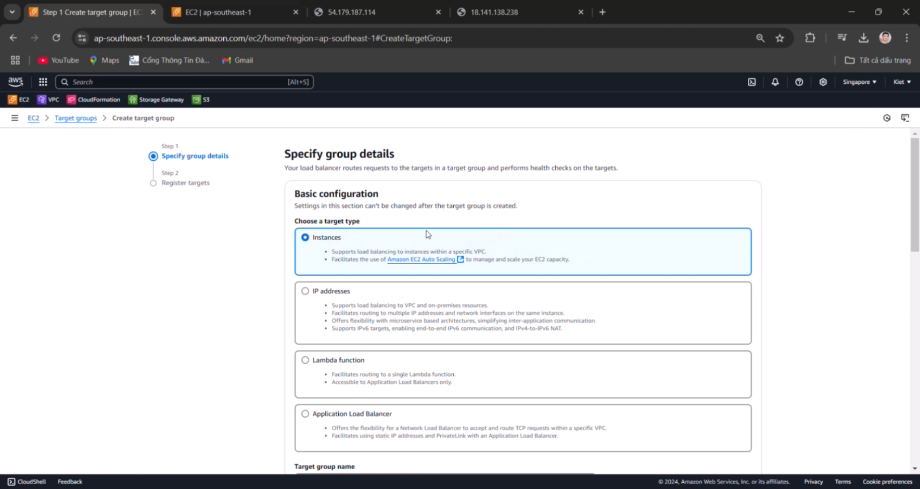 Step 1 Create target group | EC
EC2 | ap-southeast-1
54.179.187.114
18.141.138.238
ap-southeast-1.console.aws.amazon.com/ec2/home?region=ap-southeast-1#CreateTargetGroup:
YouTube
Maps
Cổng Thông Tin Đà...
Gmail
Tất cả dấu trang
aws
Search
[Alt+S]
Singapore
Kiet
EC2
VPC
CloudFormation
Storage Gateway
S3
EC2 > Target groups > Create target group
Step 1
Specify group details
Step 2
Register targets
Specify group details
Your load balancer routes requests to the targets in a target group and performs health checks on the targets.
Basic configuration
Settings in this section can't be changed after the target group is created.
Choose a target type
Instances
• Supports load balancing to instances within a specific VPC.
• Facilitates the use of Amazon EC2 Auto Scaling to manage and scale your EC2 capacity.
IP addresses
• Supports load balancing to VPC and on-premises resources.
• Facilitates routing to multiple IP addresses and network interfaces on the same instance.
• Offers flexibility with microservice based architectures, simplifying inter-application communication.
• Supports IPv6 targets, enabling end-to-end IPv6 communication, and IPv4-to-IPv6 NAT.
Lambda function
• Facilitates routing to a single Lambda function.
• Accessible to Application Load Balancers only.
Application Load Balancer
• Offers the flexibility for a Network Load Balancer to accept and route TCP requests within a specific VPC.
• Facilitates using static IP addresses and PrivateLink with an Application Load Balancer.
Target group name
CloudShell
Feedback
© 2024, Amazon Web Services, Inc. or its affiliates.
Privacy
Terms
Cookie preferences